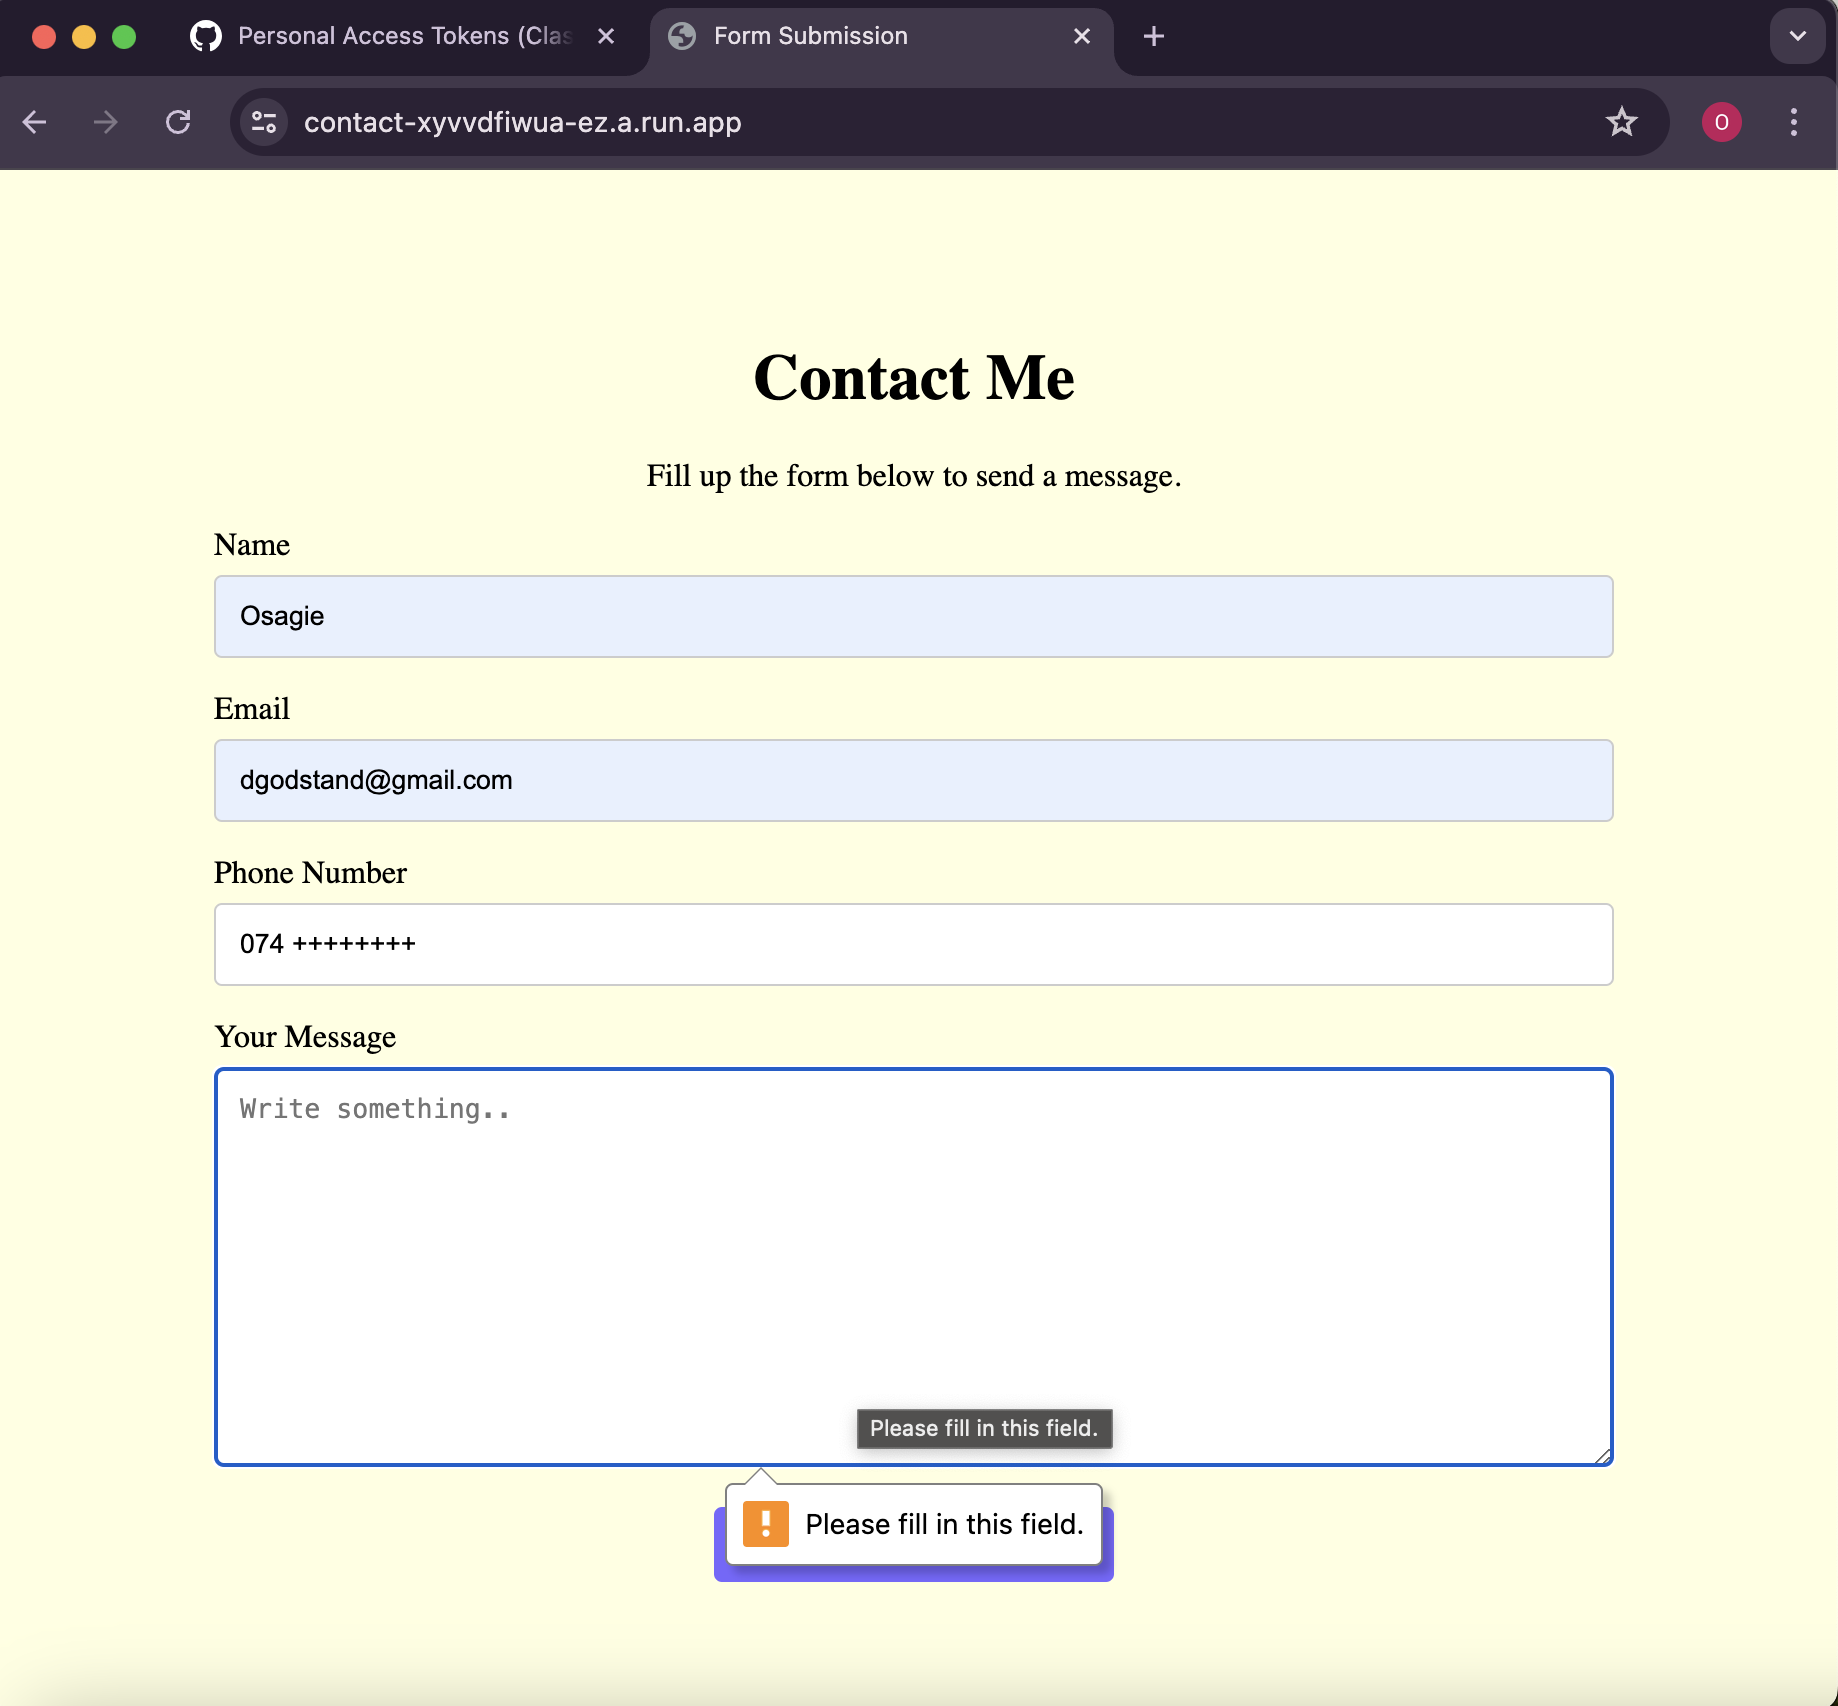 Personal Access Tokens (Clas
Form Submission
contact-xyvvdfiwua-ez.a.run.app
O
Contact Me
Fill up the form below to send a message.
Name
Osagie
Email
dgodstand@gmail.com
Phone Number
074 ++++++++
Your Message
Write something..
Please fill in this field.
Please fill in this field.